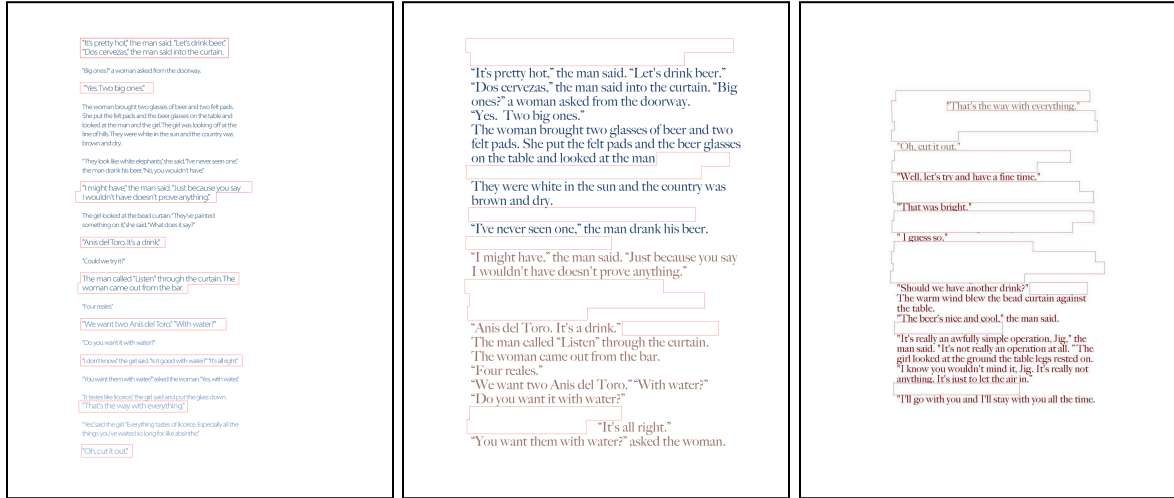 "It's pretty hot," the man said. "Let's drink beer."
"Dos cervezas," the man said into the curtain.
"Big ones?" a woman asked from the doorway.
"Yes. Two big ones."
The woman brought two glasses of beer and two felt pads.
She put the felt pads and the beer glasses on the table and
looked at the man and the girl. The girl was looking off at the
line of hills. They were white in the sun and the country was
brown and dry.
"They look like white elephants," she said. "I've never seen one,"
the man drank his beer. "No, you wouldn't have."
"I might have," the man said. "Just because you say
I wouldn't have doesn't prove anything."
The girl looked at the bead curtain. "They've painted
something on it," she said. "What does it say?"
"Anis del Toro. It's a drink."
"Could we try it?"
The man called "Listen" through the curtain. The
woman came out from the bar.
"Four reales."
"We want two Anis del Toro." "With water?"
"Do you want it with water?"
"I don't know," the girl said. "Is it good with water?" "It's all right."
"You want them with water?" asked the woman. "Yes, with water."
"It tastes like licorice," the girl said and put the glass down.
"That's the way with everything."
"Yes," said the girl. "Everything tastes of licorice. Especially all the
things you've waited so long for, like absinthe."
"Oh, cut it out."
"It's pretty hot," the man said. "Let's drink beer."
"Dos cervezas," the man said into the curtain. "Big
ones?" a woman asked from the doorway.
"Yes. Two big ones."
The woman brought two glasses of beer and two
felt pads. She put the felt pads and the beer glasses
on the table and looked at the man
They were white in the sun and the country was
brown and dry.
"I've never seen one," the man drank his beer.
"I might have," the man said. "Just because you say
I wouldn't have doesn't prove anything."
"Anis del Toro. It's a drink."
The man called "Listen" through the curtain.
The woman came out from the bar.
"Four reales."
"We want two Anis del Toro." "With water?"
"Do you want it with water?"
"It's all right."
"You want them with water?" asked the woman.
"That's the way with everything."
"Oh, cut it out."
"Well, let's try and have a fine time."
"That was bright."
"I guess so."
"Should we have another drink?"
The warm wind blew the bead curtain against
the table.
"The beer's nice and cool," the man said.
"It's really an awfully simple operation, Jig," the
man said. "It's not really an operation at all. "The
girl looked at the ground the table legs rested on.
"I know you wouldn't mind it, Jig. It's really not
anything. It's just to let the air in."
"I'll go with you and I'll stay with you all the time.